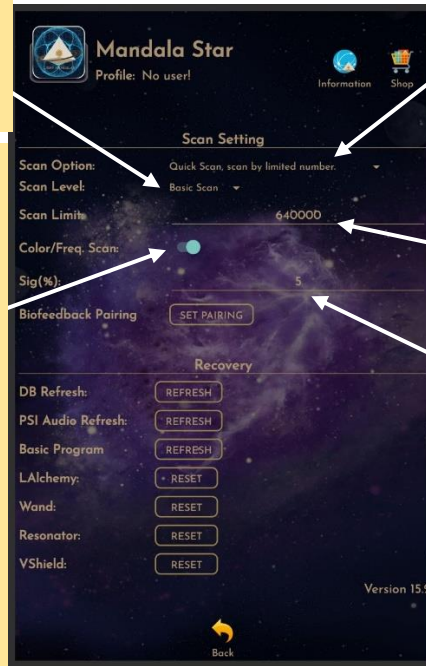 Mandala Star
Profile: No user!
Information
Shop
Scan Setting
Scan Option: Quick Scan, scan by limited number.
Scan Level: Basic Scan
Scan Limit: 640000
Color/Freq. Scan:
Sig(%): 5
Biofeedback Pairing SET PAIRING
Recovery
DB Refresh: REFRESH
PSI Audio Refresh: REFRESH
Basic Program REFRESH
LAlchemy: RESET
Wand: RESET
Resonator: RESET
VShield: RESET
Version
Back